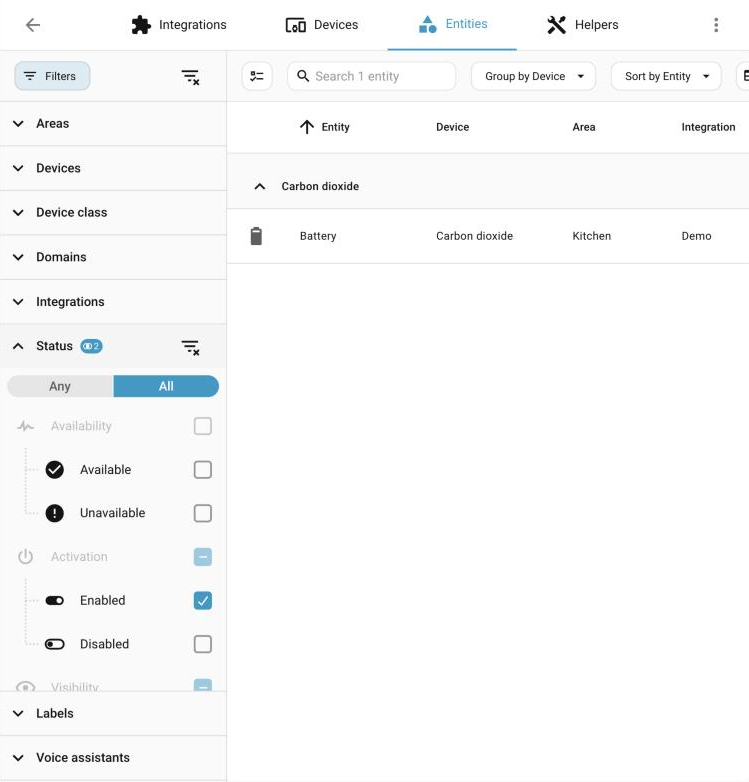 Integrations
Devices
Entities
Helpers
Filters
Search 1 entity
Group by Device
Sort by Entity
Areas
Devices
Device class
Domains
Integrations
Status 2
Any
All
Availability
Available
Unavailable
Activation
Enabled
Disabled
Visibility
Labels
Voice assistants
Entity
Device
Area
Integration
Carbon dioxide
Battery
Carbon dioxide
Kitchen
Demo